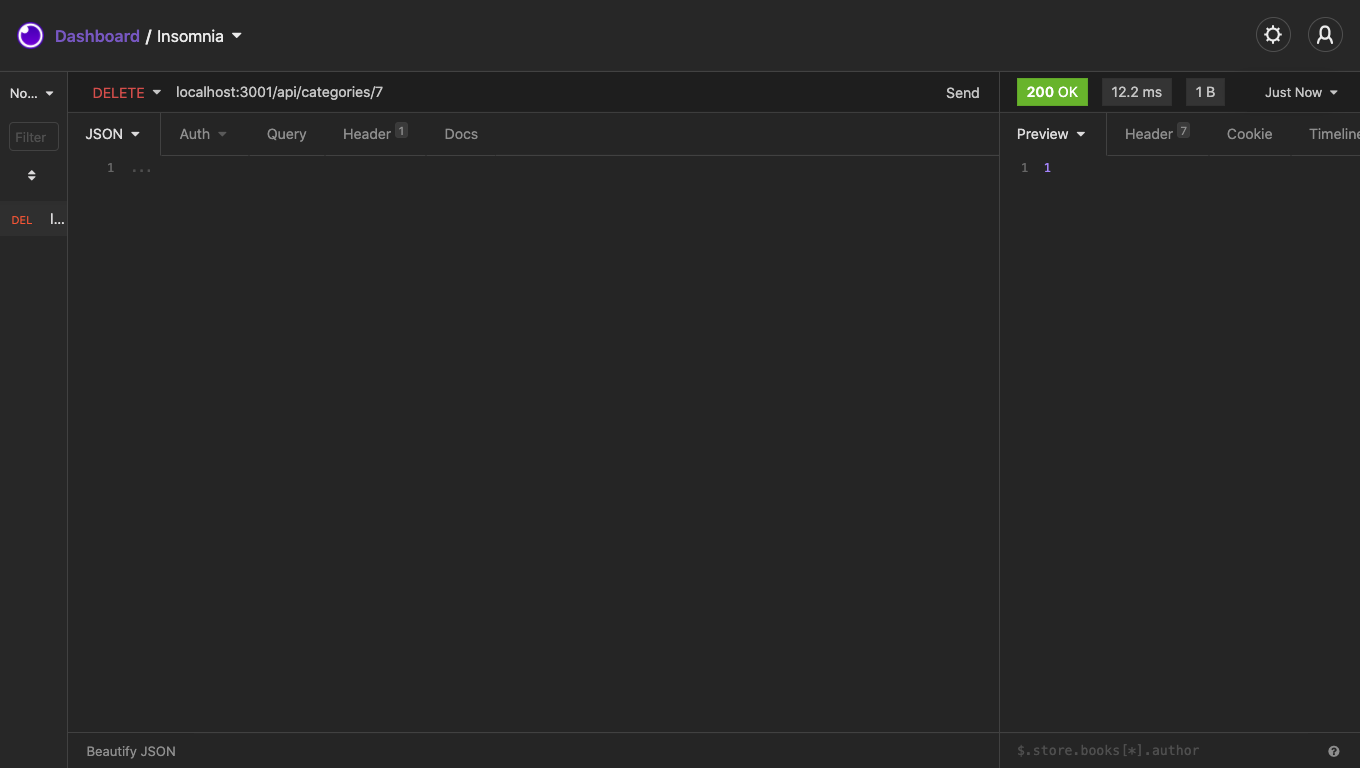 Dashboard / Insomnia
No...
DELETE localhost:3001/api/categories/7 Send
200 OK 12.2 ms 1 B Just Now
Filter
JSON Auth Query Header 1 Docs
Preview Header 7 Cookie Timeline
1 ...
1 1
DEL l...
Beautify JSON
$.store.books[*].author